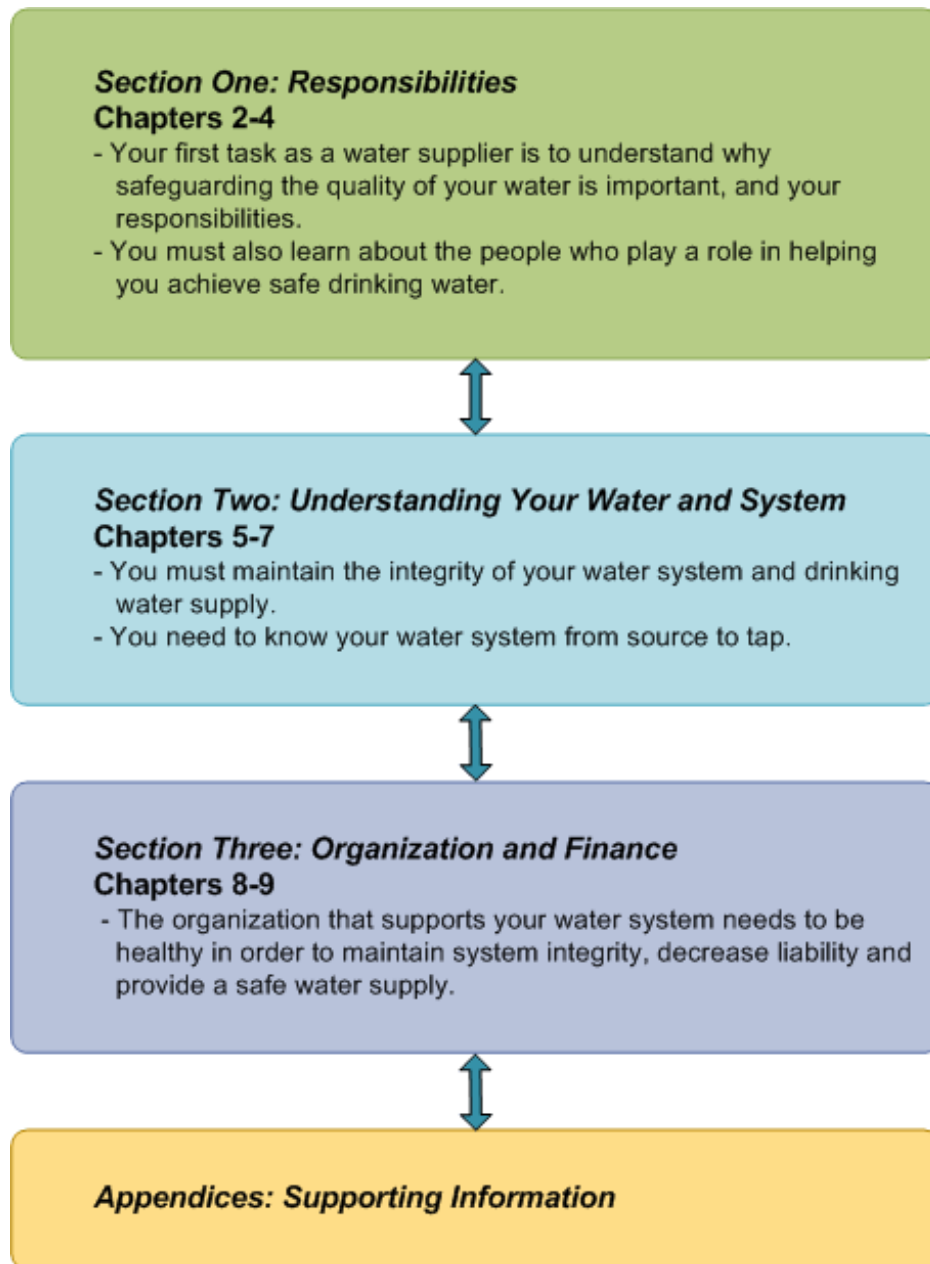 Section One: Responsibilities
Chapters 2-4
- Your first task as a water supplier is to understand why
safeguarding the quality of your water is important, and your
responsibilities.
- You must also learn about the people who play a role in helping
you achieve safe drinking water.
Section Two: Understanding Your Water and System
Chapters 5-7
- You must maintain the integrity of your water system and drinking
water supply.
- You need to know your water system from source to tap.
Section Three: Organization and Finance
Chapters 8-9
- The organization that supports your water system needs to be
healthy in order to maintain system integrity, decrease liability and
provide a safe water supply.
Appendices: Supporting Information